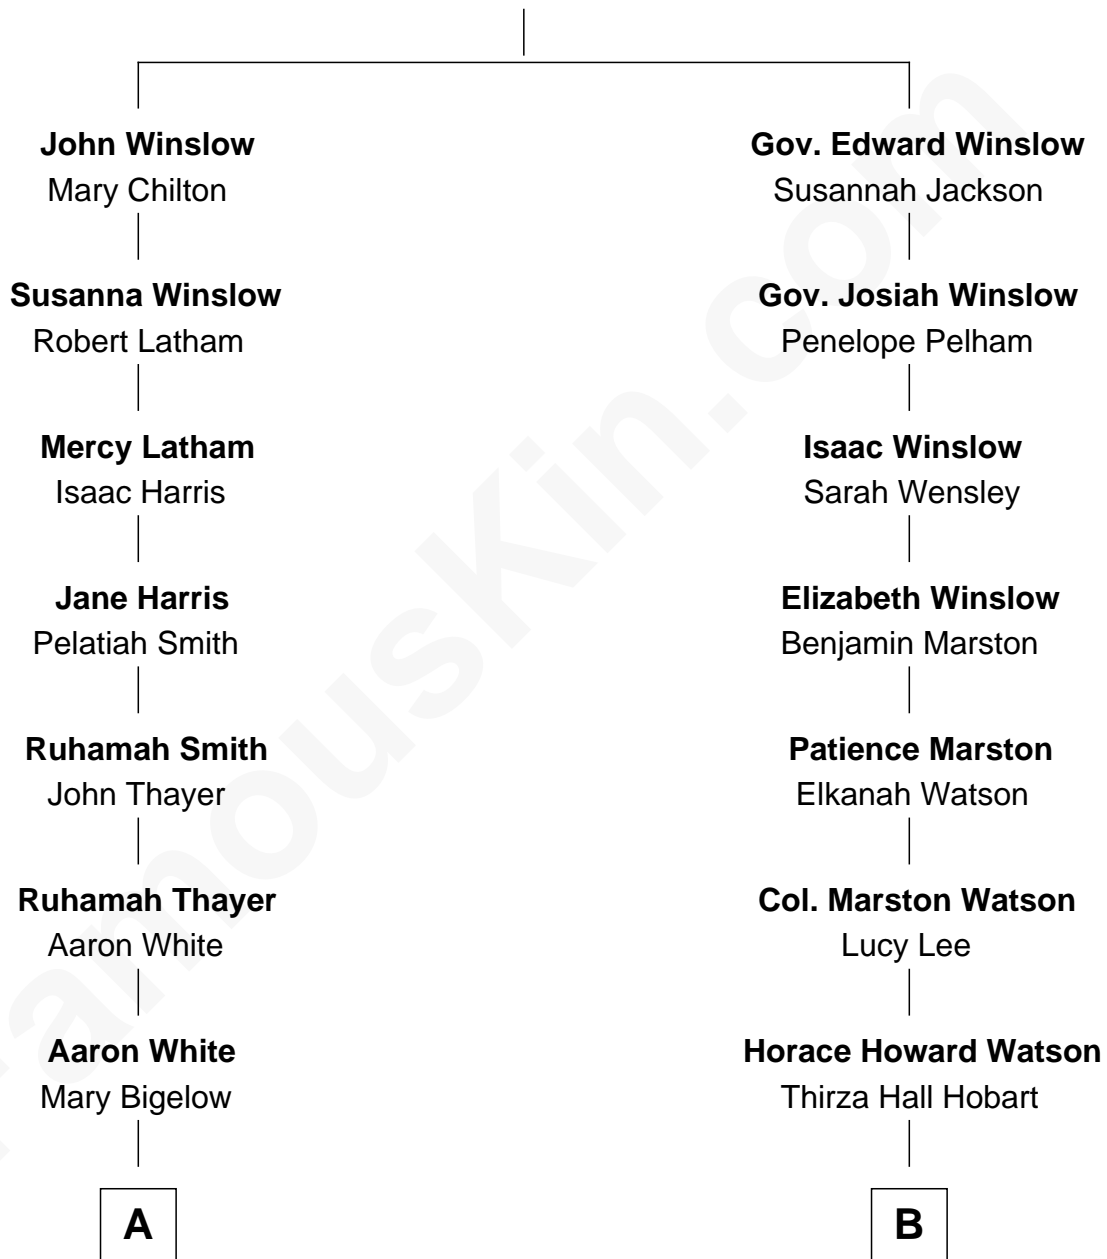 John Winslow
Mary Chilton
Susanna Winslow
Robert Latham
Mercy Latham
Isaac Harris
Jane Harris
Pelatiah Smith
Ruhamah Smith
John Thayer
Ruhamah Thayer
Aaron White
Aaron White
Mary Bigelow
A
Gov. Edward Winslow
Susannah Jackson
Gov. Josiah Winslow
Penelope Pelham
Isaac Winslow
Sarah Wensley
Elizabeth Winslow
Benjamin Marston
Patience Marston
Elkanah Watson
Col. Marston Watson
Lucy Lee
Horace Howard Watson
Thirza Hall Hobart
B
FamousKin.com